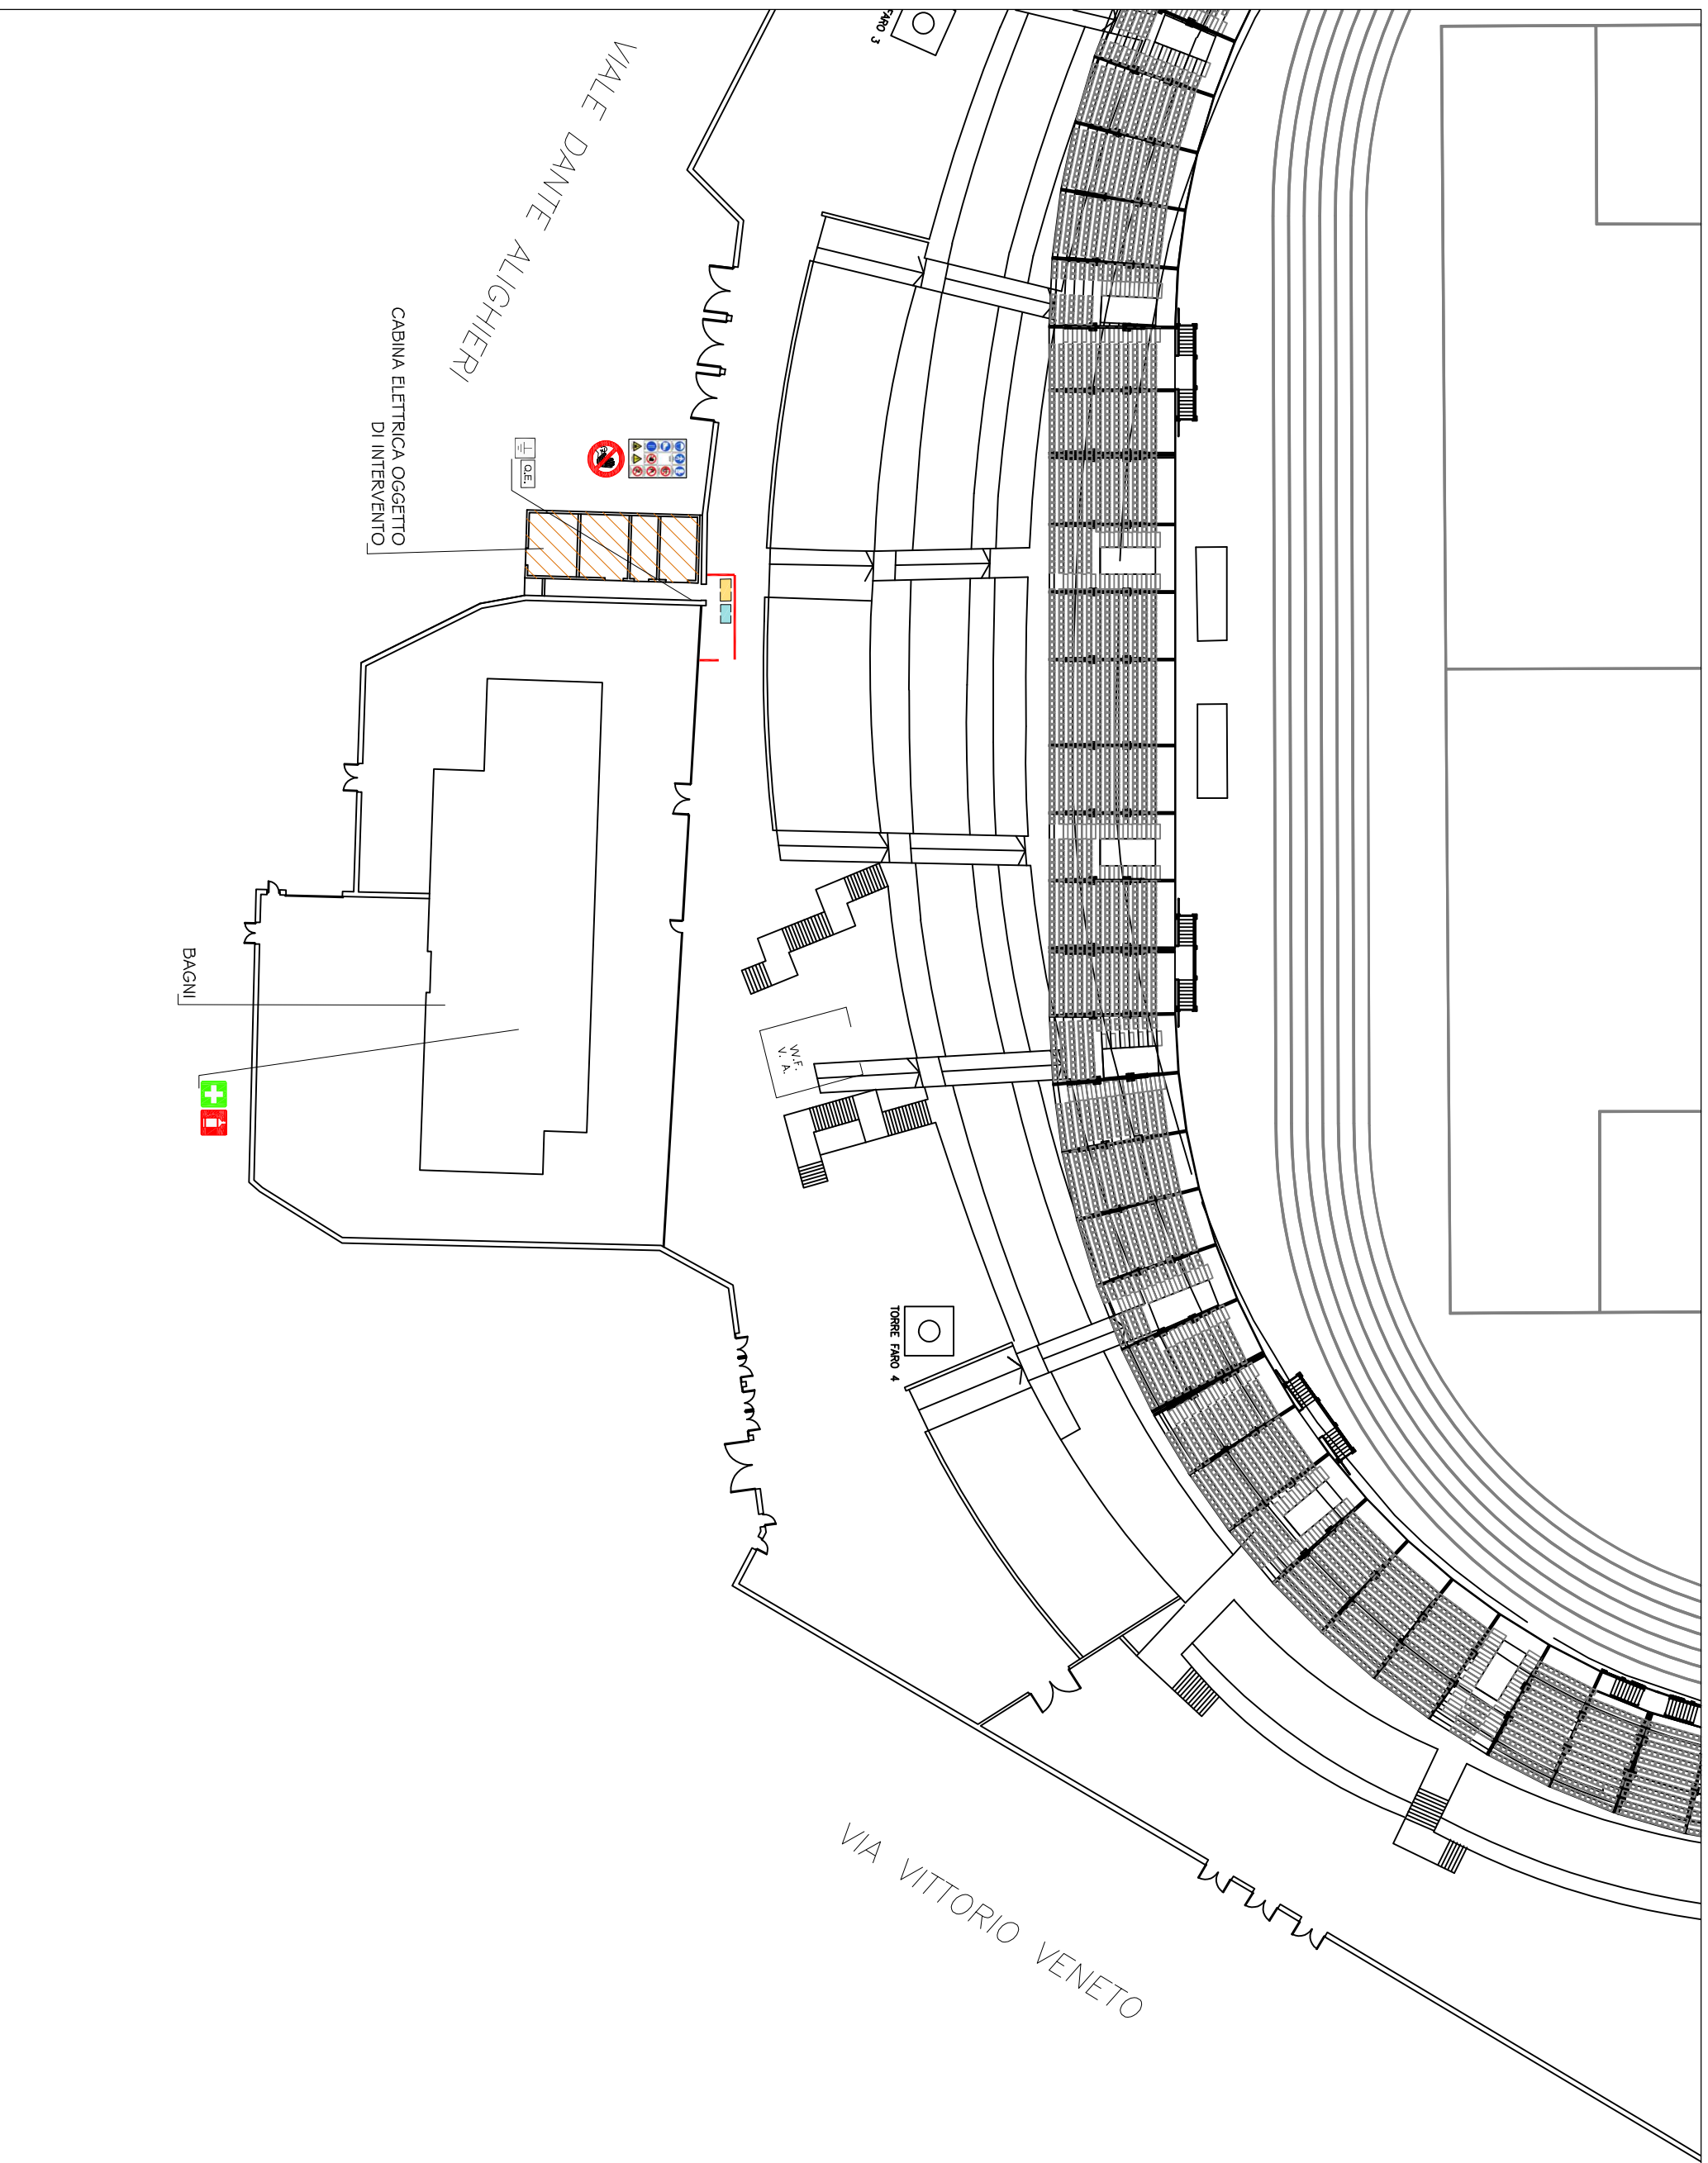 FARO 3
VIALE DANTE ALIGHIERI
CABINA ELETTRICA OGGETTO
DI INTERVENTO
Q.E.
BAGNI
W.F.
V. A.
TORRE FARO 4
VIA VITTORIO VENETO